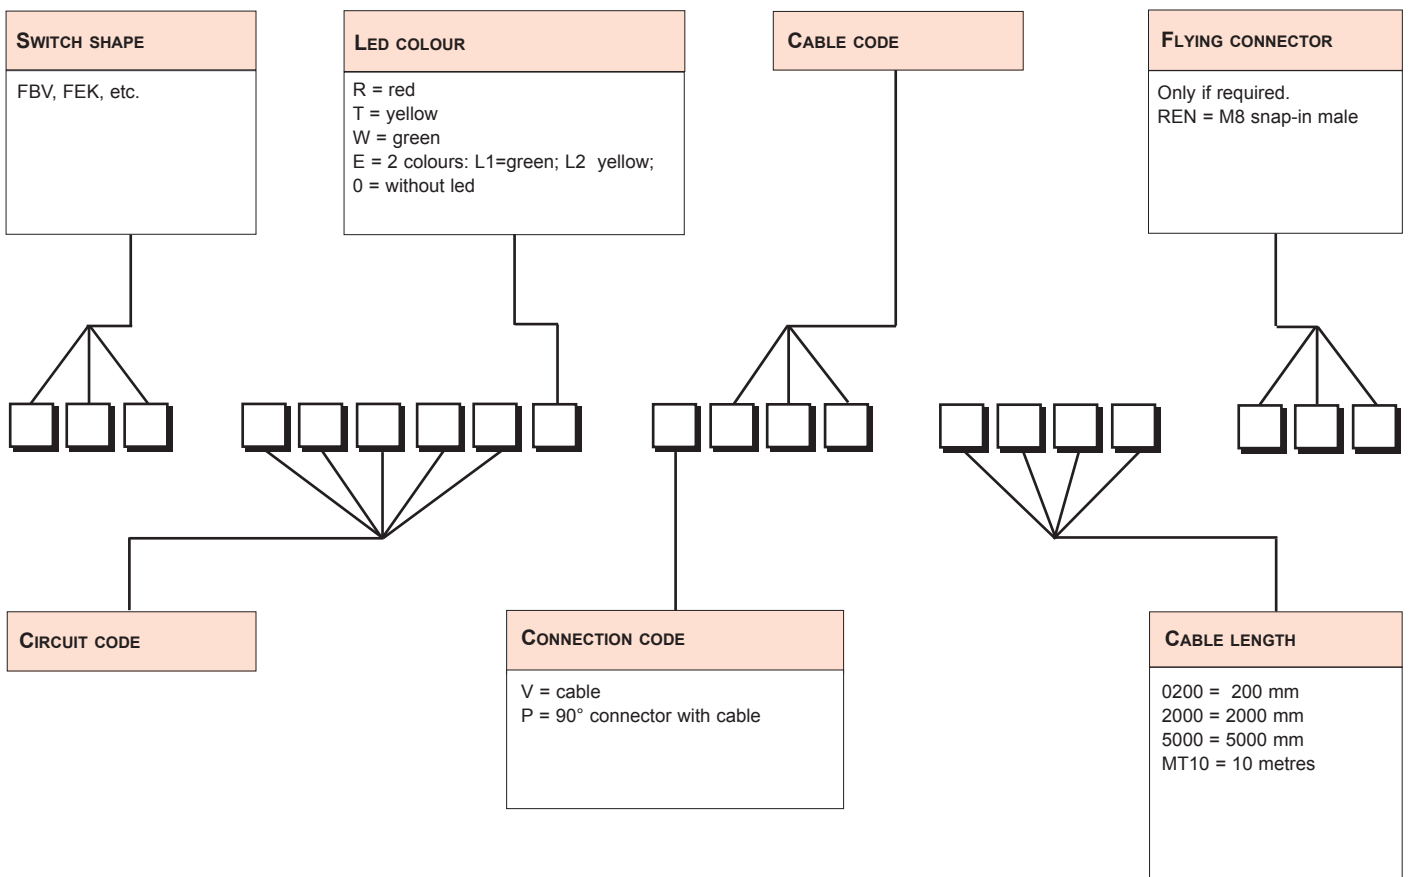 SWITCH SHAPE
FBV, FEK, etc.
LED COLOUR
R = red
T = yellow
W = green
E = 2 colours: L1=green; L2  yellow;
0 = without led
CABLE CODE
FLYING CONNECTOR
Only if required.
REN = M8 snap-in male
CIRCUIT CODE
CONNECTION CODE
V = cable
P = 90° connector with cable
CABLE LENGTH
0200 =  200 mm
2000 = 2000 mm
5000 = 5000 mm
MT10 = 10 metres